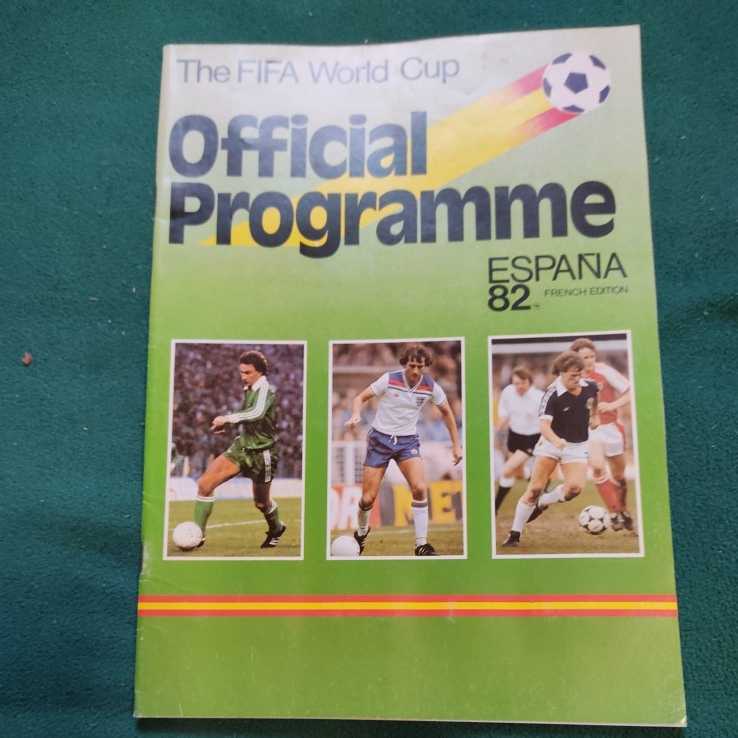 The FIFA World Cup
Official
Programme
ESPAÑA
82 FRENCH EDITION